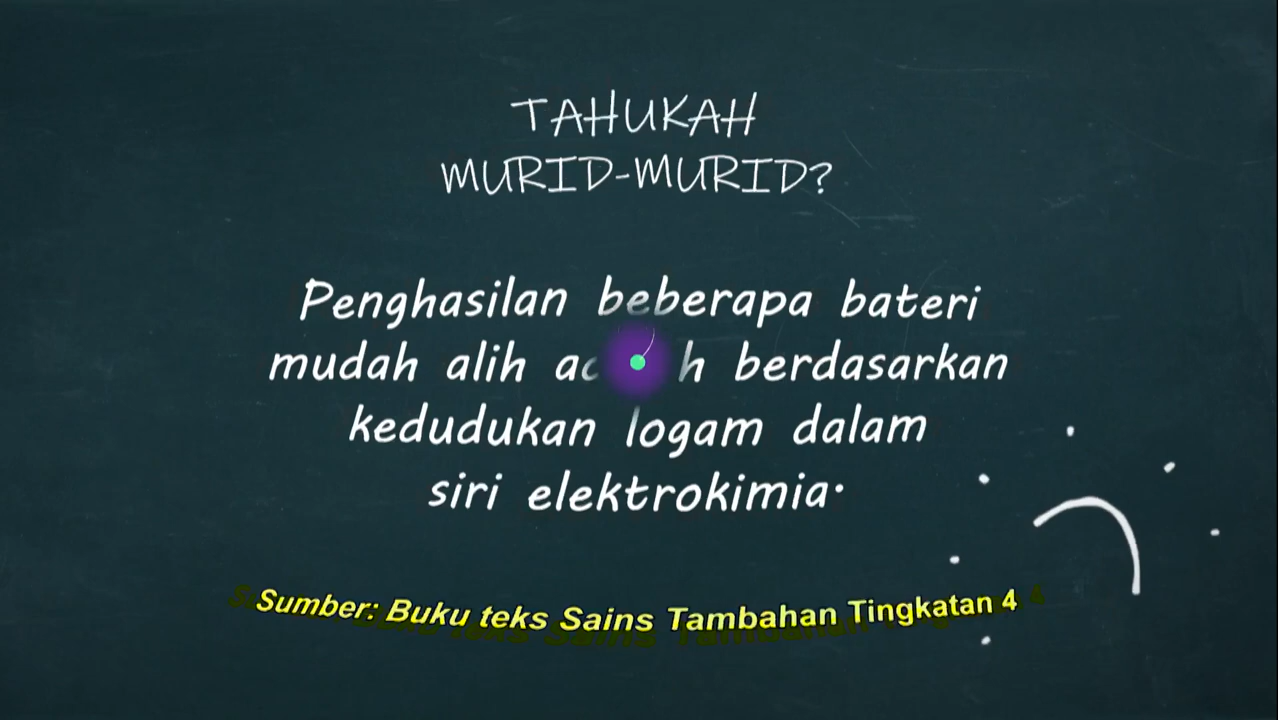 TAHUKAH
MURID-MURID?
Penghasilan beberapa bateri
mudah alih berdasarkan
kedudukan logam dalam
siri elektrokimia.
Sumber: Buku teks Sains Tambahan Tingkatan 4